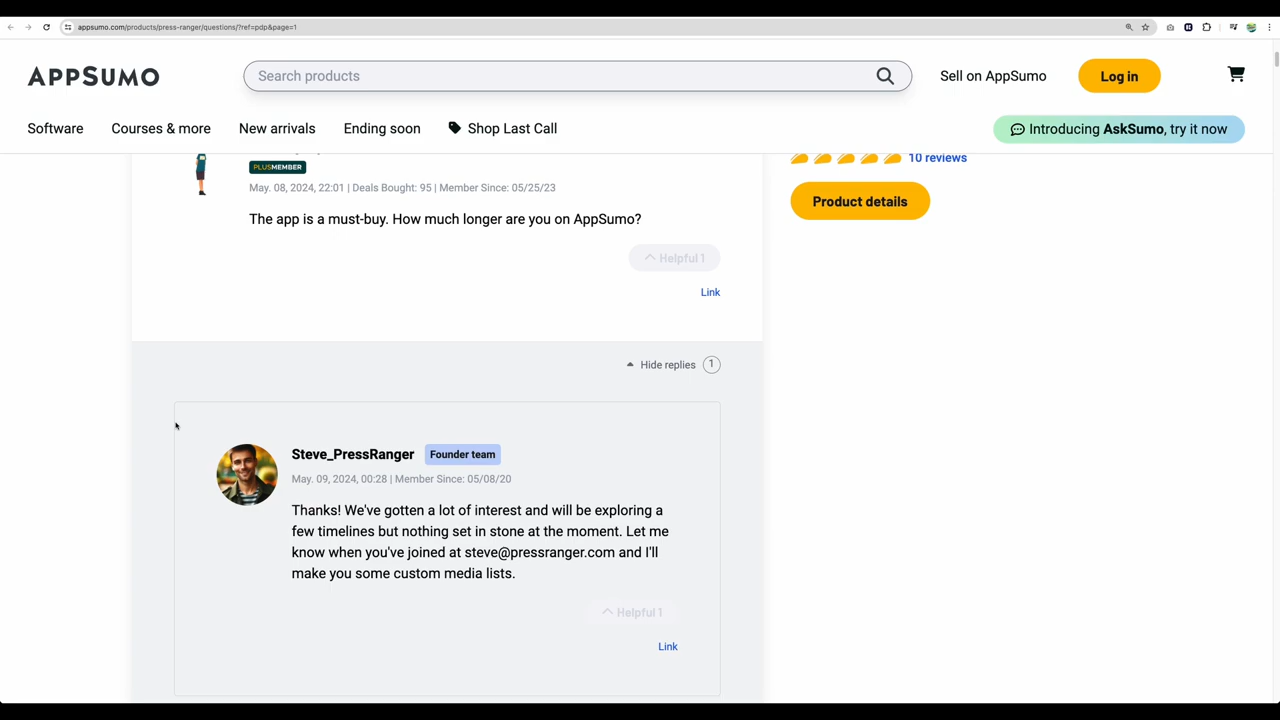 appsumo.com/products/press-ranger/questions/?ref=pdp&page=1
APPSUMO
Search products
Sell on AppSumo
Log in
Software
Courses & more
New arrivals
Ending soon
Shop Last Call
Introducing AskSumo, try it now
PLUSMEMBER
10 reviews
May. 08, 2024, 22:01 | Deals Bought: 95 | Member Since: 05/25/23
Product details
The app is a must-buy. How much longer are you on AppSumo?
Helpful 1
Link
Hide replies 1
Steve_PressRanger Founder team
May. 09, 2024, 00:28 | Member Since: 05/08/20
Thanks! We've gotten a lot of interest and will be exploring a
few timelines but nothing set in stone at the moment. Let me
know when you've joined at steve@pressranger.com and I'll
make you some custom media lists.
Helpful 1
Link